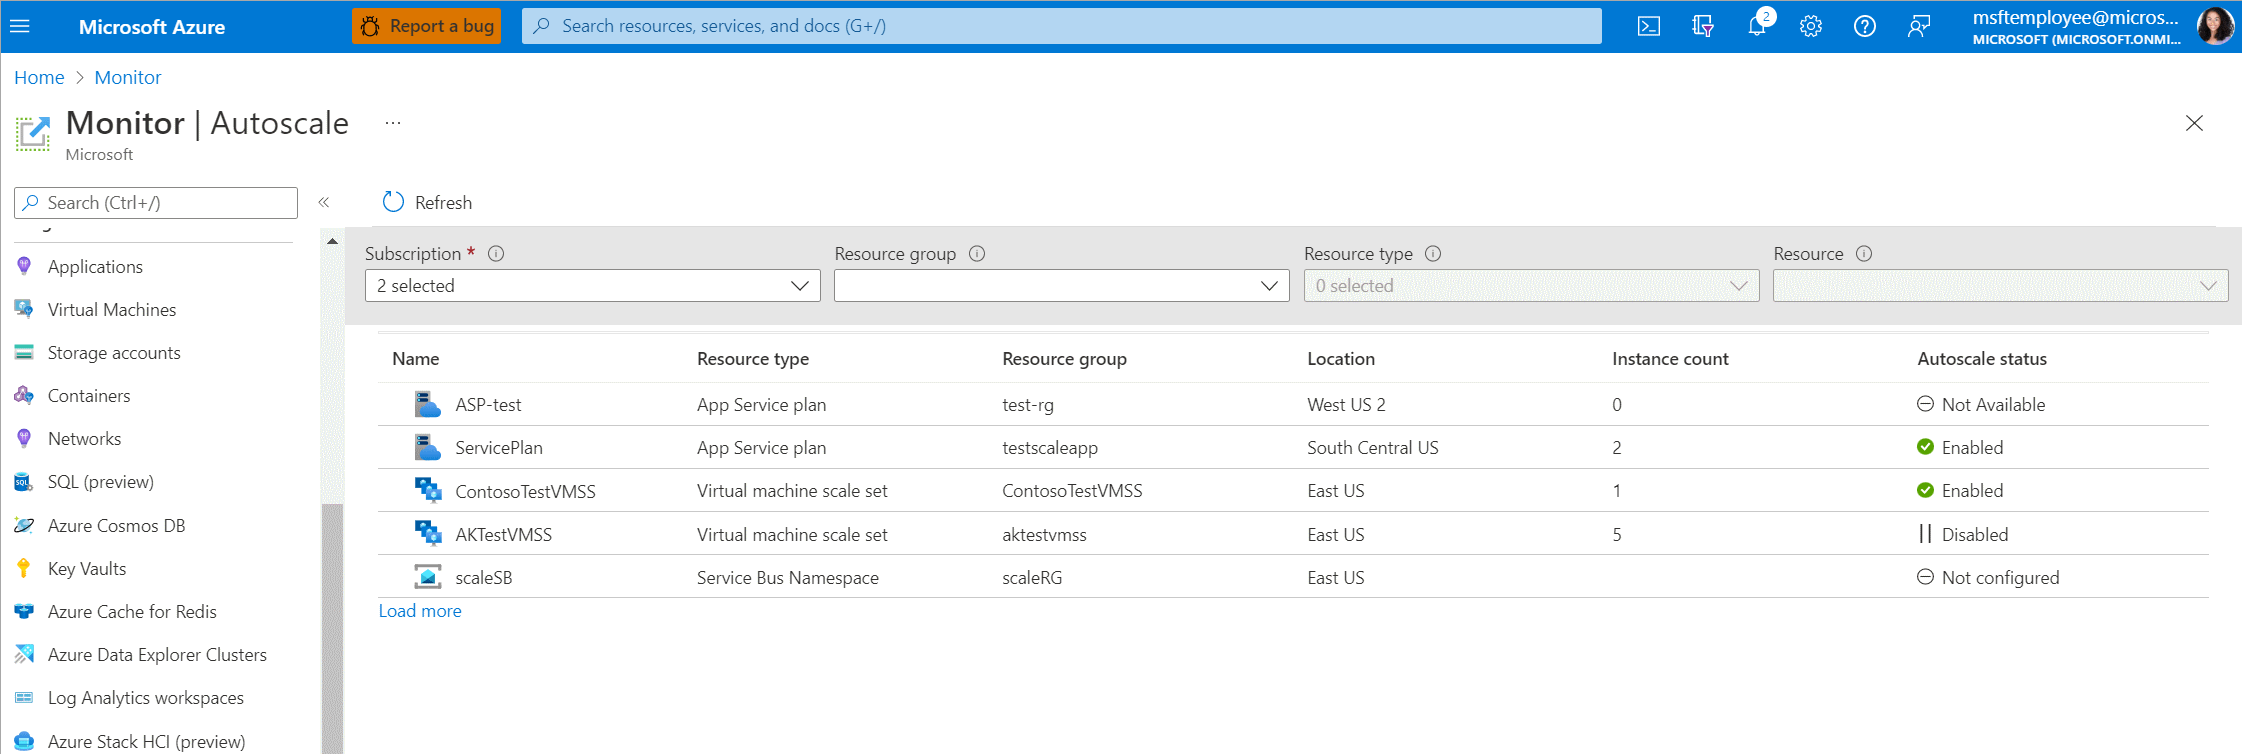 Microsoft Azure
Report a bug
Search resources, services, and docs (G+/)
2
msftemployee@micros...
MICROSOFT (MICROSOFT.ONMI...
Home > Monitor
Monitor | Autoscale ...
Microsoft
Search (Ctrl+/)
«
Refresh
Applications
Virtual Machines
Storage accounts
Containers
Networks
SQL (preview)
Azure Cosmos DB
Key Vaults
Azure Cache for Redis
Azure Data Explorer Clusters
Log Analytics workspaces
Azure Stack HCI (preview)
Subscription * Resource group Resource type Resource
2 selected 0 selected
Name Resource type Resource group Location Instance count Autoscale status
ASP-test App Service plan test-rg West US 2 0 Not Available
ServicePlan App Service plan testscaleapp South Central US 2 Enabled
ContosoTestVMSS Virtual machine scale set ContosoTestVMSS East US 1 Enabled
AKTestVMSS Virtual machine scale set aktestvmss East US 5 Disabled
scaleSB Service Bus Namespace scaleRG East US Not configured
Load more